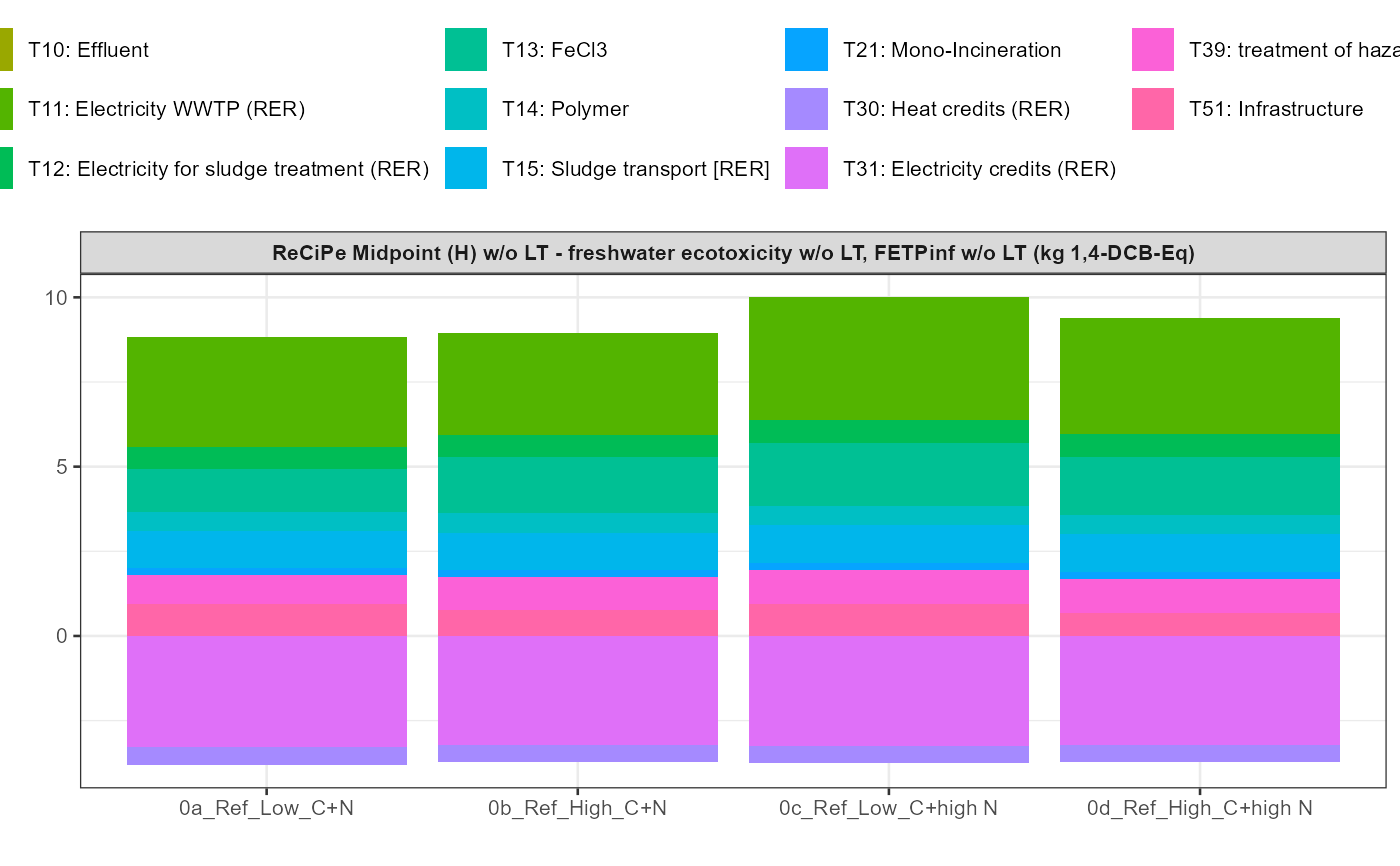 T10: Effluent
T13: FeCl3
T21: Mono-Incineration
T39: treatment of haza
T11: Electricity WWTP (RER)
T14: Polymer
T30: Heat credits (RER)
T51: Infrastructure
T12: Electricity for sludge treatment (RER)
T15: Sludge transport [RER]
T31: Electricity credits (RER)
ReCiPe Midpoint (H) w/o LT - freshwater ecotoxicity w/o LT, FETPinf w/o LT (kg 1,4-DCB-Eq)
10
5
0
0a_Ref_Low_C+N
0b_Ref_High_C+N
0c_Ref_Low_C+high N
0d_Ref_High_C+high N